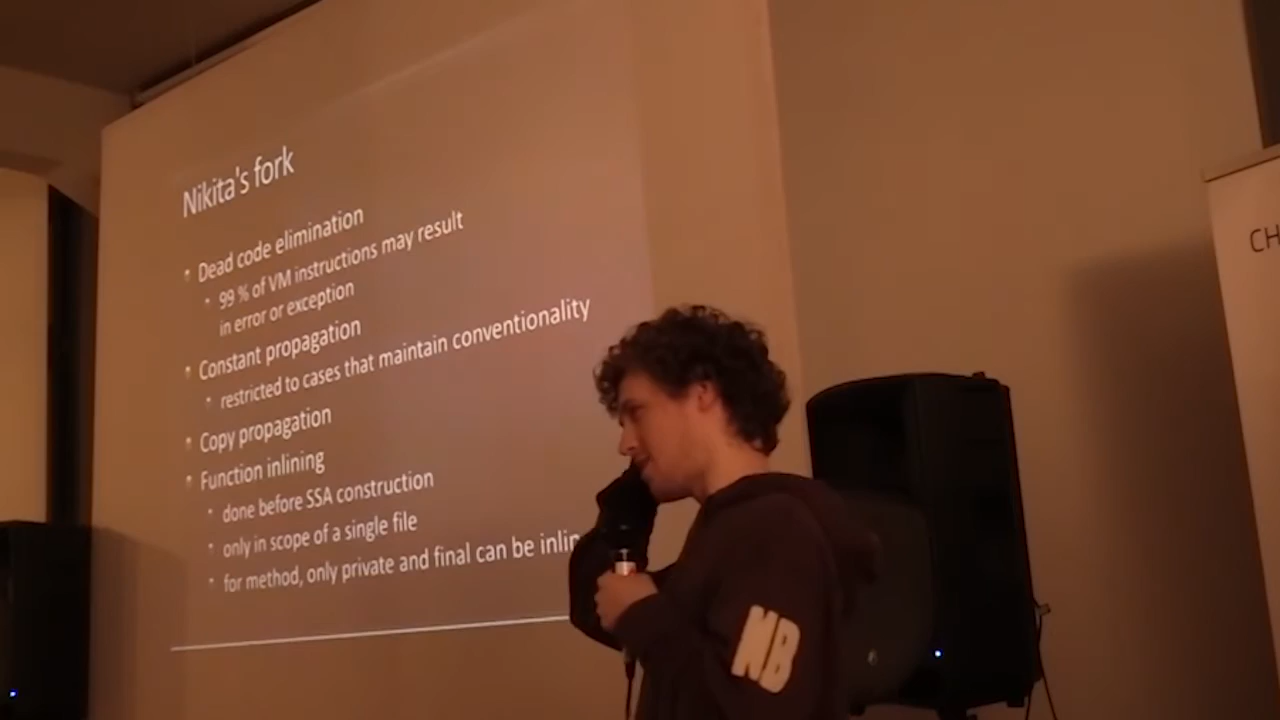 Nikita's fork
Dead code elimination
99 % of VM instructions may result
in error or exception
Constant propagation
restricted to cases that maintain conventionality
Copy propagation
Function inlining
done before SSA construction
only in scope of a single file
for method, only private and final can be inlin
CH
NB